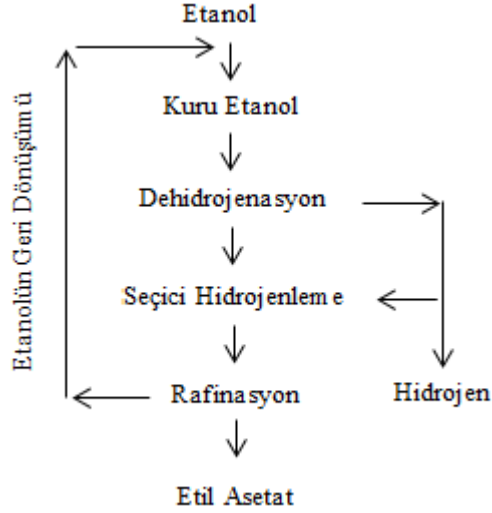 Etanol
Kuru Etanol
Dehidrojenasyon
Seçici Hidrojenleme
Rafinasyon
Hidrojen
Etil Asetat
Etanolün Geri Dönüşümü